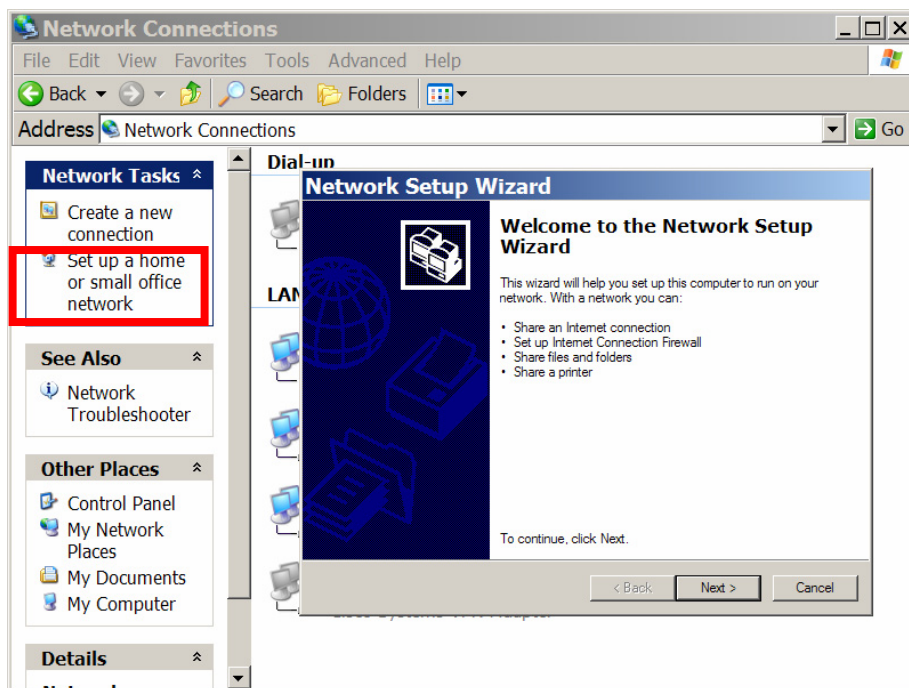 Network Connections
File Edit View Favorites Tools Advanced Help
Back Search Folders
Address Network Connections Go
Network Tasks
Create a new
connection
Set up a home
or small office
network
See Also
Network
Troubleshooter
Other Places
Control Panel
My Network
Places
My Documents
My Computer
Details
Dial-up
LAN
Network Setup Wizard
Welcome to the Network Setup
Wizard
This wizard will help you set up this computer to run on your
network. With a network you can:
• Share an Internet connection
• Set up Internet Connection Firewall
• Share files and folders
• Share a printer
To continue, click Next.
< Back Next > Cancel